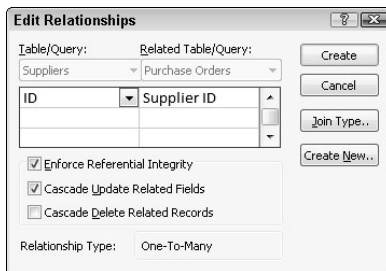 Edit Relationships
Table/Query: Related Table/Query:
Suppliers Purchase Orders
ID Supplier ID
Enforce Referential Integrity
Cascade Update Related Fields
Cascade Delete Related Records
Relationship Type: One-To-Many
Create
Cancel
Join Type..
Create New..